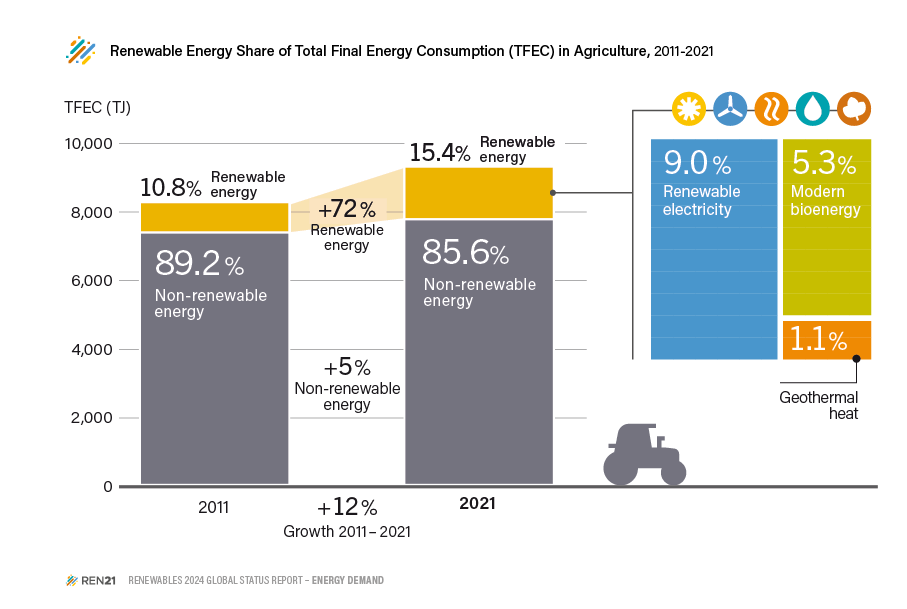 Renewable Energy Share of Total Final Energy Consumption (TFEC) in Agriculture, 2011-2021
TFEC (TJ)
10,000
8,000
6,000
4,000
2,000
0
10.8% Renewable
energy
89.2%
Non-renewable
energy
2011
+72%
Renewable
energy
+5%
Non-renewable
energy
+12%
Growth 2011–2021
15.4% Renewable
energy
85.6%
Non-renewable
energy
2021
9.0%
Renewable
electricity
5.3%
Modern
bioenergy
1.1%
Geothermal
heat
REN21 RENEWABLES 2024 GLOBAL STATUS REPORT – ENERGY DEMAND